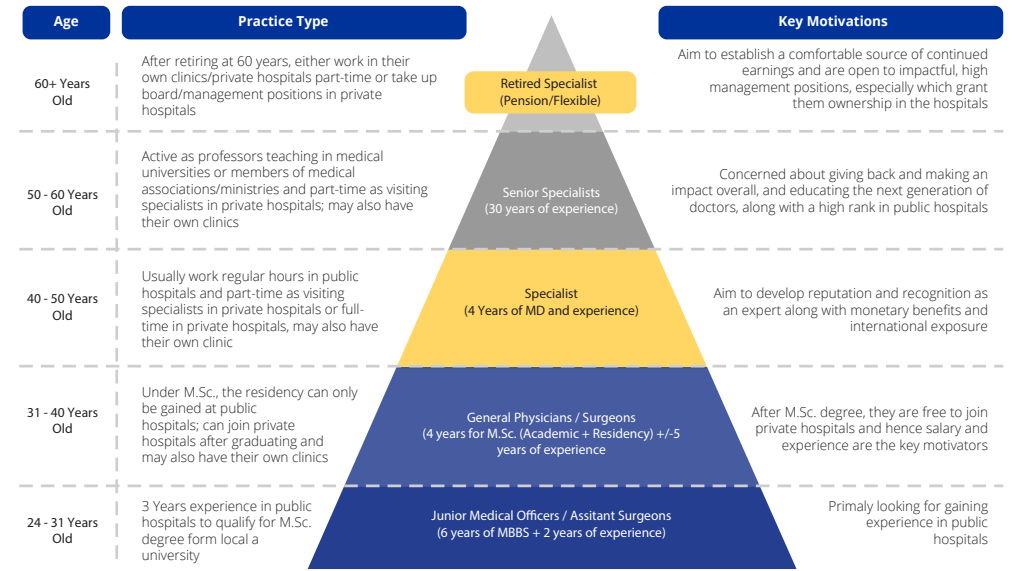 Age
Practice Type
Key Motivations
60+ Years
Old
After retiring at 60 years, either work in their
own clinics/private hospitals part-time or take up
board/management positions in private
hospitals
Retired Specialist
(Pension/Flexible)
Aim to establish a comfortable source of continued
earnings and are open to impactful, high
management positions, especially which grant
them ownership in the hospitals
50 - 60 Years
Old
Active as professors teaching in medical
universities or members of medical
associations/ministries and part-time as visiting
specialists in private hospitals; may also have
their own clinics
Senior Specialists
(30 years of experience)
Concerned about giving back and making an
impact overall, and educating the next generation of
doctors, along with a high rank in public hospitals
40 - 50 Years
Old
Usually work regular hours in public
hospitals and part-time as visiting
specialists in private hospitals or full-
time in private hospitals, may also have
their own clinic
Specialist
(4 Years of MD and experience)
Aim to develop reputation and recognition as
an expert along with monetary benefits and
international exposure
31 - 40 Years
Old
Under M.Sc., the residency can only
be gained at public
hospitals; can join private
hospitals after graduating and
may also have their own clinics
General Physicians / Surgeons
(4 years for M.Sc. (Academic + Residency) +/-5
years of experience
After M.Sc. degree, they are free to join
private hospitals and hence salary and
experience are the key motivators
24 - 31 Years
Old
3 Years experience in public
hospitals to qualify for M.Sc.
degree form local a
university
Junior Medical Officers / Assitant Surgeons
(6 years of MBBS + 2 years of experience)
Primaly looking for gaining
experience in public
hospitals